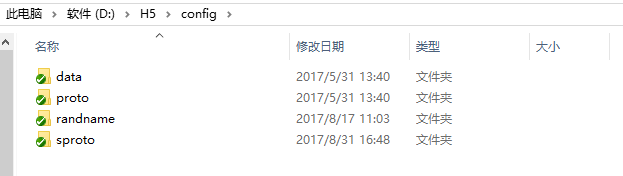 此电脑 > 软件 (D:) > H5 > config >
名称 修改日期 类型 大小
data 2017/5/31 13:40 文件夹
proto 2017/5/31 13:40 文件夹
randname 2017/8/17 11:03 文件夹
sproto 2017/8/31 16:48 文件夹